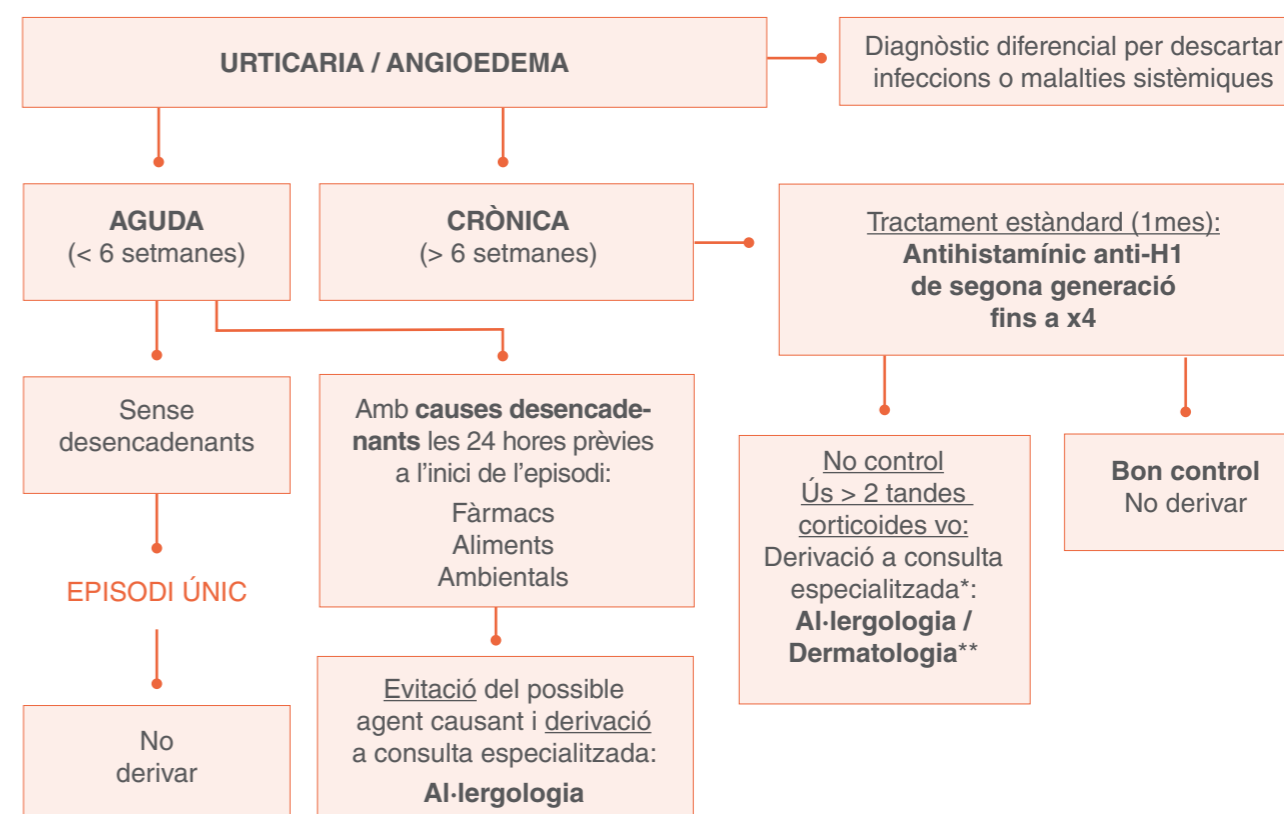 URTICARIA / ANGIOEDEMA
Diagnòstic diferencial per descartar
infeccions o malalties sistèmiques
AGUDA
(< 6 setmanes)
CRÒNICA
(> 6 setmanes)
Tractament estàndard (1mes):
Antihistamínic anti-H1
de segona generació
fins a x4
Sense
desencadenants
Amb causes desencade-
nants les 24 hores prèvies
a l’inici de l’episodi:
Fàrmacs
Aliments
Ambientals
No control
Ús > 2 tandes
corticoides vo:
Derivació a consulta
especialitzada*:
Al·lergologia /
Dermatologia**
Bon control
No derivar
EPISODI ÚNIC
No
derivar
Evitació del possible
agent causant i derivació
a consulta especialitzada:
Al·lergologia